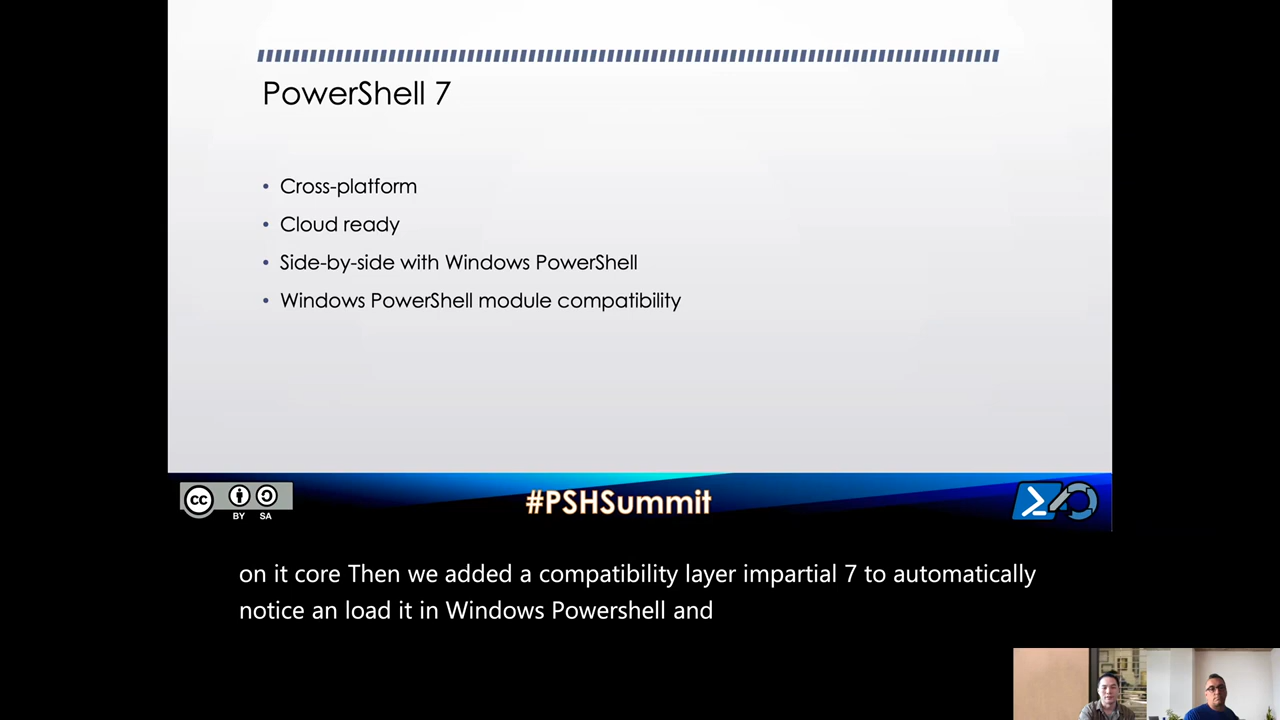 PowerShell 7
• Cross-platform
• Cloud ready
• Side-by-side with Windows PowerShell
• Windows PowerShell module compatibility
cc
BY SA
#PSHSummit
on it core Then we added a compatibility layer impartial 7 to automatically
notice an load it in Windows Powershell and